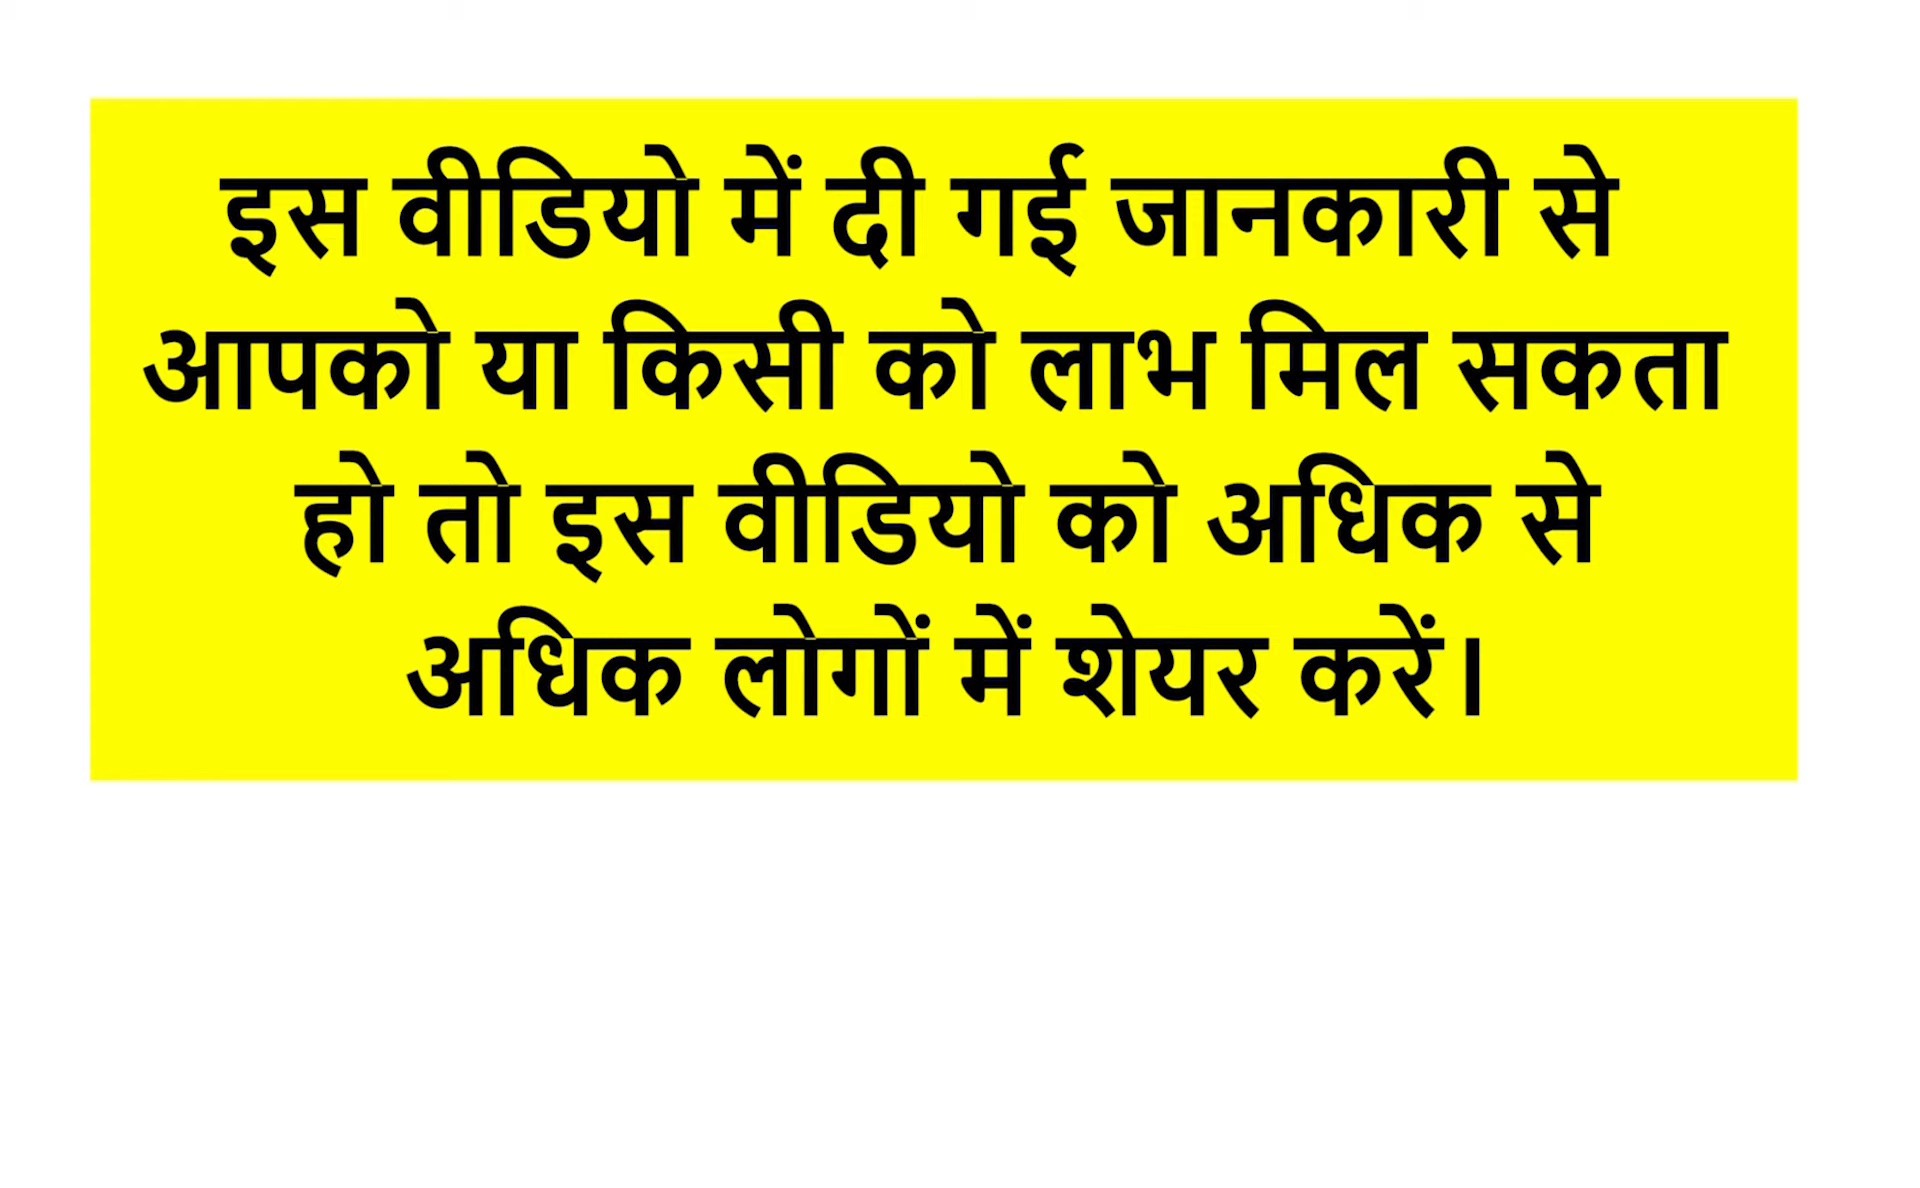 इस वीडियो में दी गई जानकारी से
आपको या किसी को लाभ मिल सकता
हो तो इस वीडियो को अधिक से
अधिक लोगों में शेयर करें।